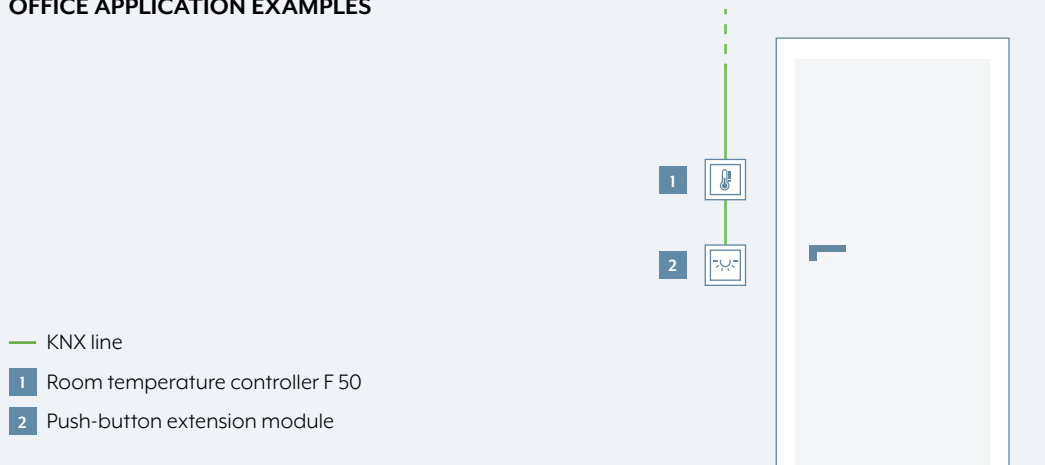 OFFICE APPLICATION EXAMPLES
1
2
KNX line
1 Room temperature controller F 50
2 Push-button extension module